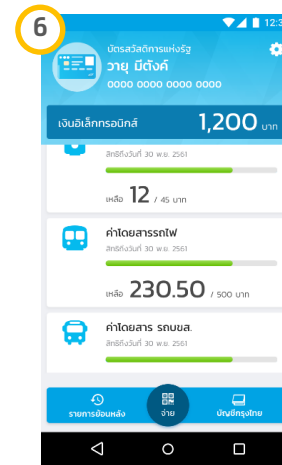 6
12:3
บัตรสวัสดิการแห่งรัฐ
วายุ มีตังค์
0000 0000 0000 0000
เงินอิเล็กทรอนิกส์ 1,200 บาท
สิทธิถึงวันที่ 30 พ.ย. 2561
เหลือ 12 / 45 บาท
ค่าโดยสารรถไฟ
สิทธิถึงวันที่ 30 พ.ย. 2561
เหลือ 230.50 / 500 บาท
ค่าโดยสาร รถบขส.
สิทธิถึงวันที่ 30 พ.ย. 2561
รายการย้อนหลัง จ่าย บัญชีกรุงไทย